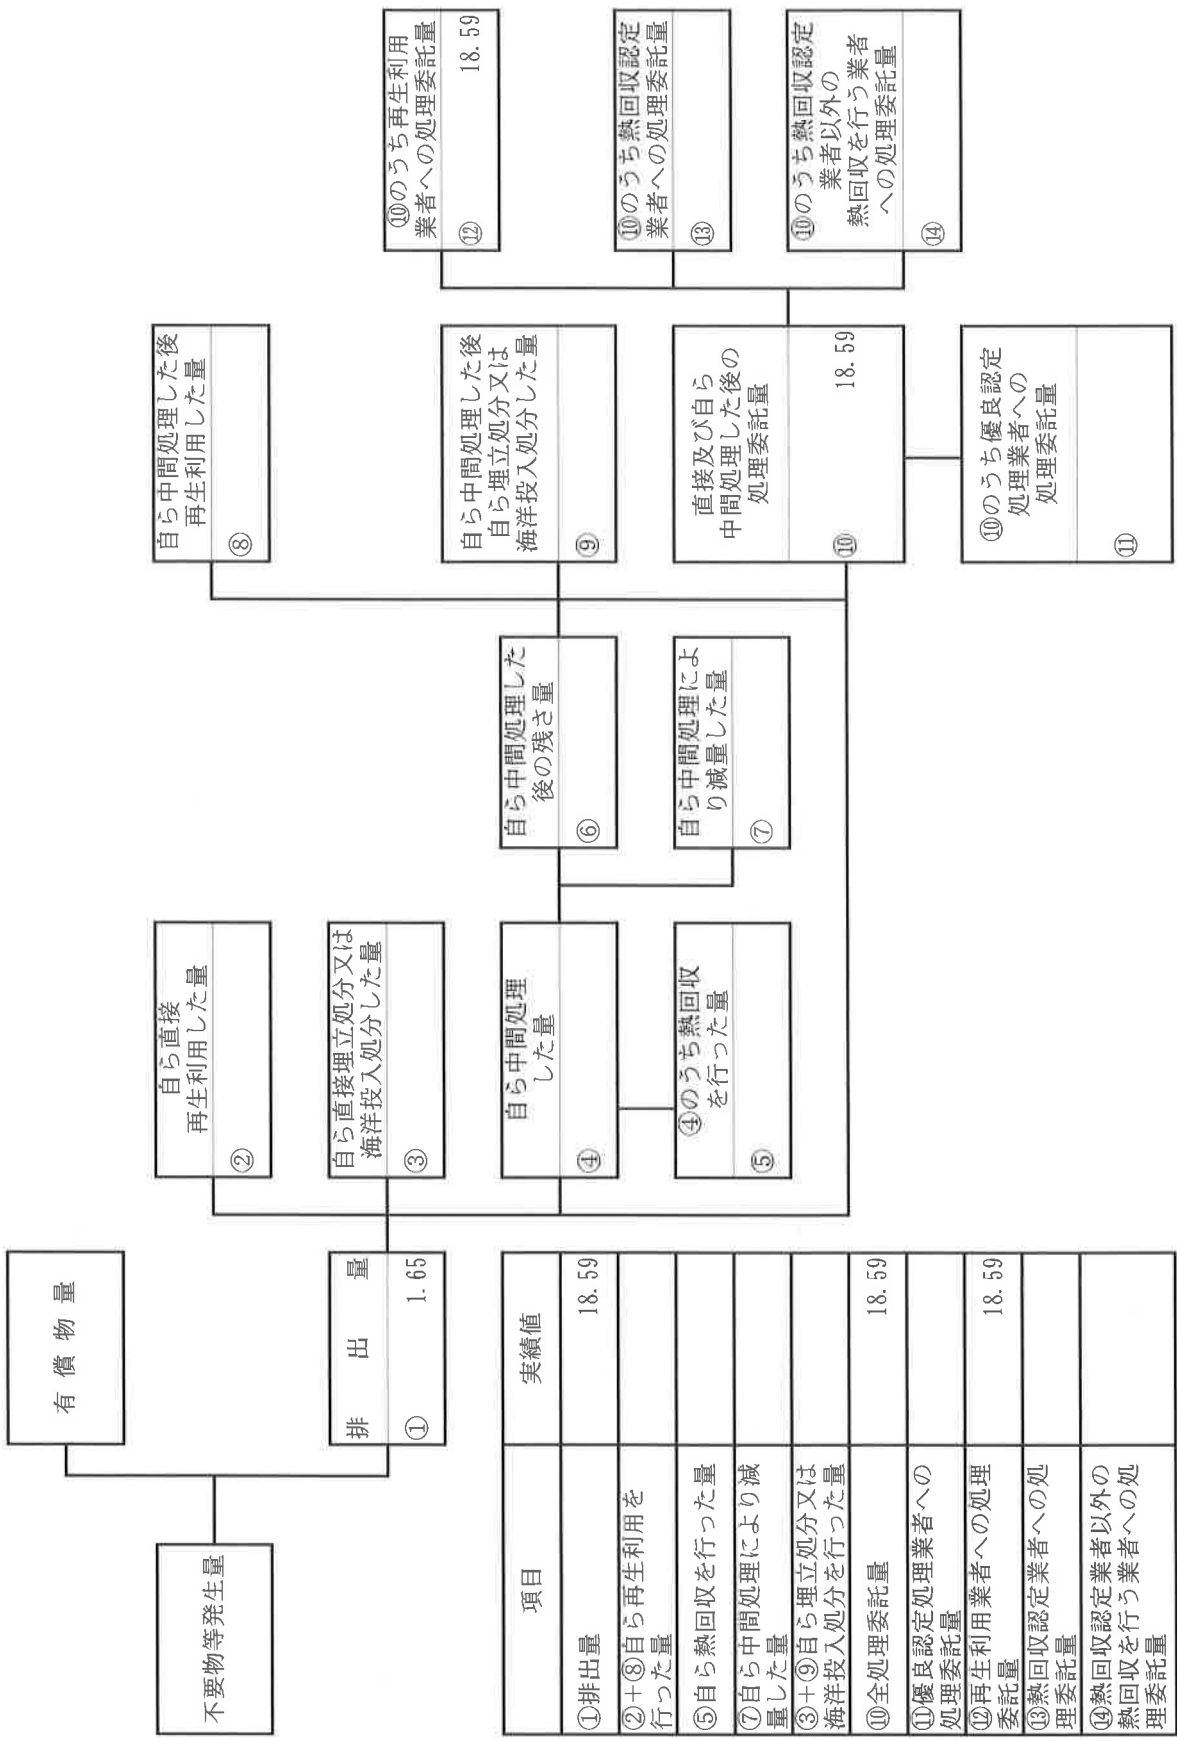 不要物等発生量
有償物量
排出量
① 1.65
自ら直接
再生利用した量
②
自ら直接埋立処分又は
海洋投入処分した量
③
自ら中間処理
した量
④
④のうち熱回収
を行った量
⑤
自ら中間処理した
後の残さ量
⑥
自ら中間処理によ
り減量した量
⑦
自ら中間処理した後
再生利用した量
⑧
自ら中間処理した後
自ら埋立処分又は
海洋投入処分した量
⑨
直接及び自ら
中間処理した後の
処理委託量
⑩ 18.59
⑩のうち優良認定
処理業者への
処理委託量
⑪
⑩のうち再生利用
業者への処理委託量
⑫ 18.59
⑩のうち熱回収認定
業者への処理委託量
⑬
⑩のうち熱回収認定
業者以外の
熱回収を行う業者
への処理委託量
⑭
項目 実績値
①排出量 18.59
②+⑧自ら再生利用を
行った量
⑤自ら熱回収を行った量
⑦自ら中間処理により減
量した量
③+⑨自ら埋立処分又は
海洋投入処分を行った量
⑩全処理委託量 18.59
⑪優良認定処理業者への
処理委託量
⑫再生利用業者への処理
委託量 18.59
⑬熱回収認定業者への処
理委託量
⑭熱回収認定業者以外の
熱回収を行う業者への処
理委託量